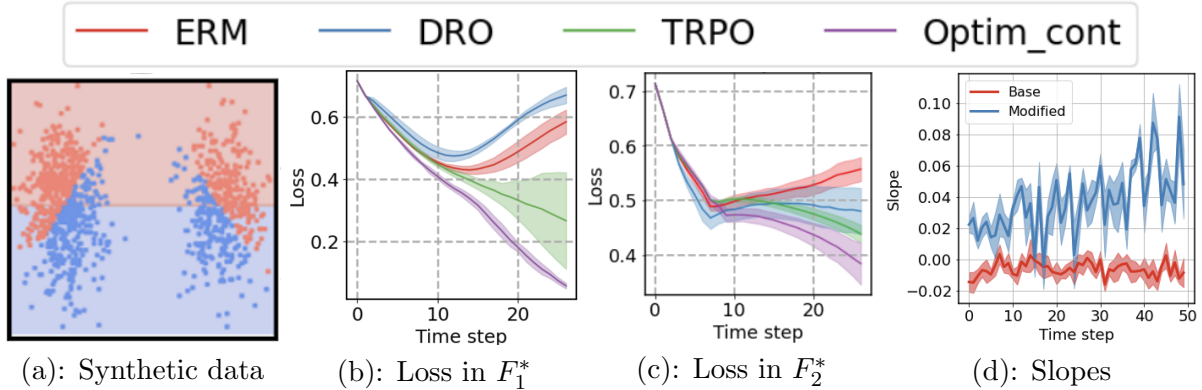 ERM DRO TRPO Optim_cont
Loss
0.6
0.4
0.2
0 10 20
Time step
Loss
0.7
0.6
0.5
0.4
0 10 20
Time step
Slope
0.10
0.08
0.06
0.04
0.02
0.00
−0.02
Base
Modified
0 10 20 30 40 50
Time step
(a): Synthetic data
(b): Loss in F₁*
(c): Loss in F₂*
(d): Slopes